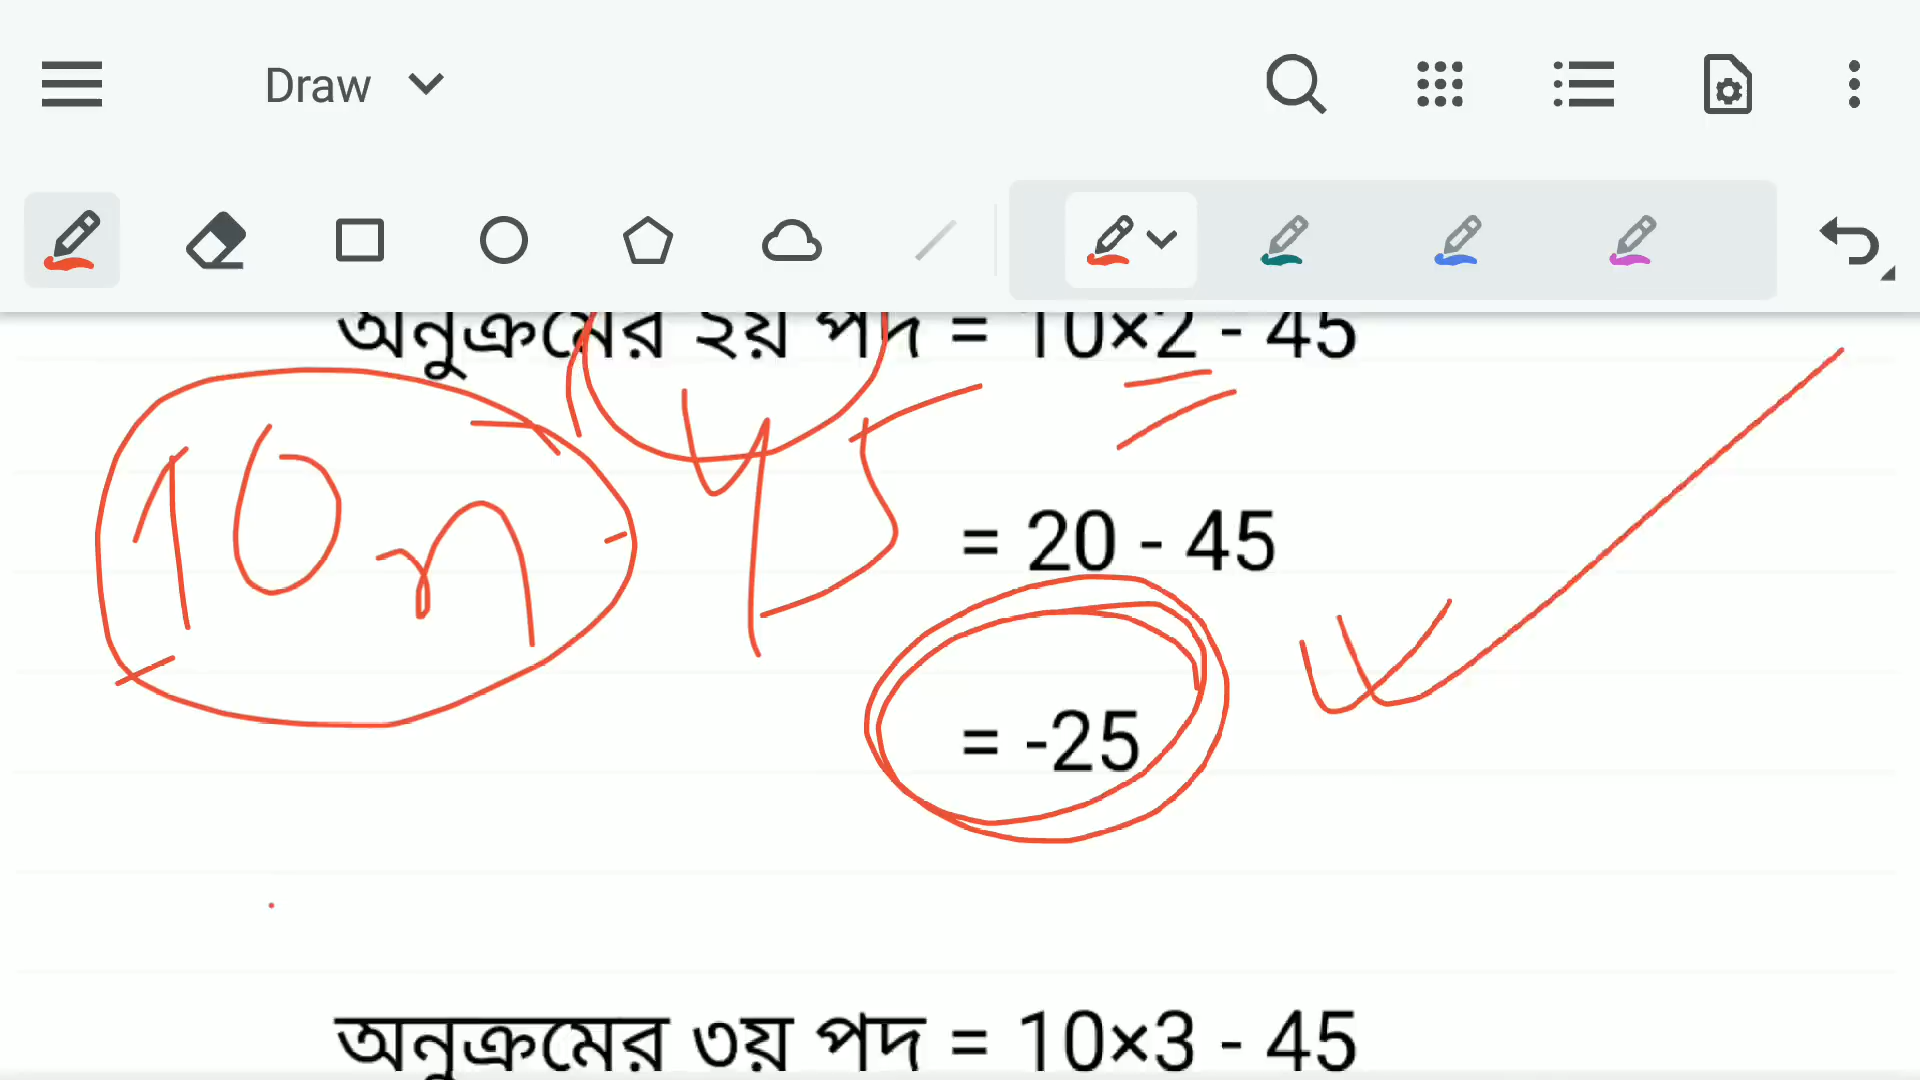 Draw
অনুক্রমের ২য় পদ = 10×2 - 45
10n - 45
= 20 - 45
= -25
অনুক্রমের ৩য় পদ = 10×3 - 45